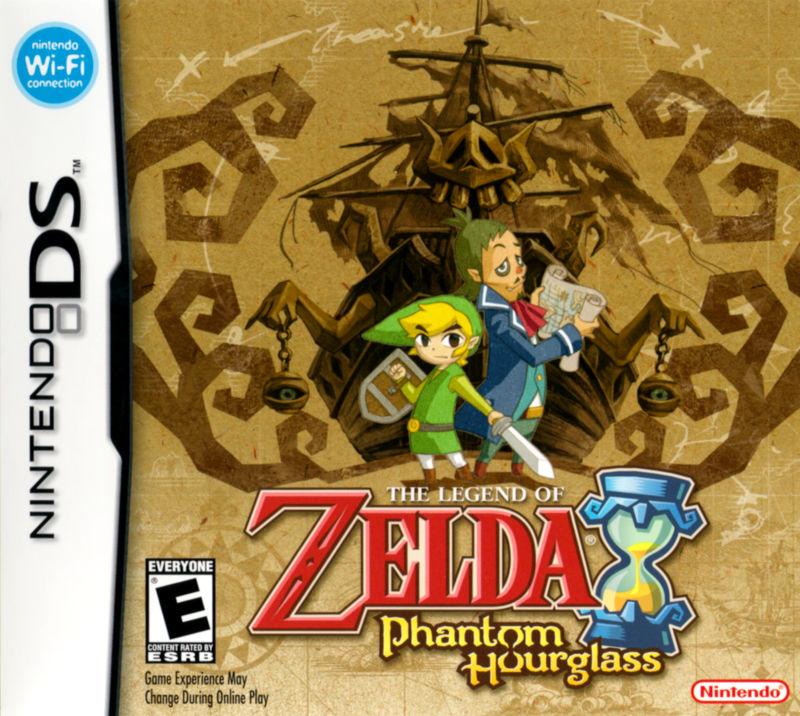 nintendo
Wi-Fi
connection
NINTENDO DS™
Treasure
THE LEGEND OF
ZELDA®
Phantom
Hourglass
EVERYONE
E®
CONTENT RATED BY
ESRB
Game Experience May
Change During Online Play
Nintendo®